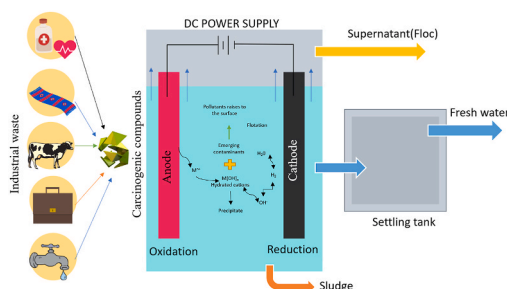 DC POWER SUPPLY
Supernatant(Floc)
Industrial waste
Carcinogenic compounds
Anode
Cathode
Pollutants raises to
the surface
Flotation
Emerging
contaminants
M[OH]
Hydrated cations
Precipitate
H₂
OH
Oxidation
Reduction
Fresh water
Settling tank
Sludge